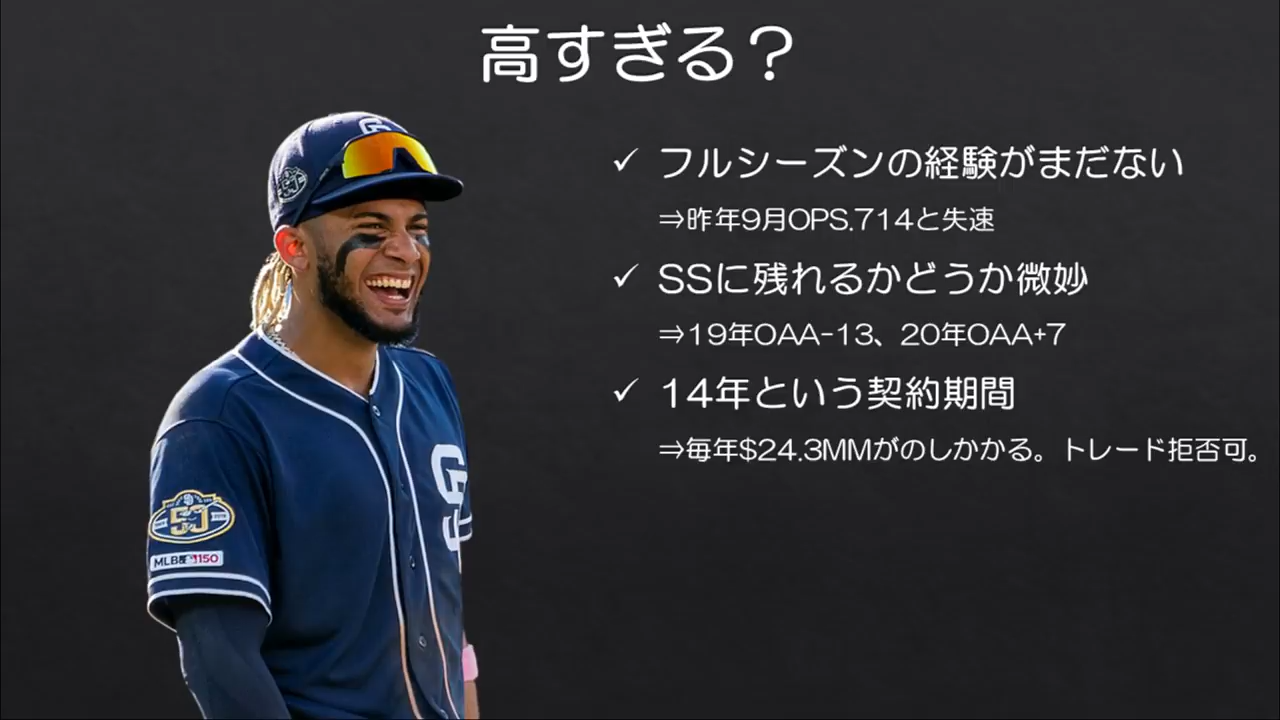 高すぎる？
✓ フルシーズンの経験がまだない
⇒昨年9月OPS.714と失速
✓ SSに残れるかどうか微妙
⇒19年OAA-13、20年OAA+7
✓ 14年という契約期間
⇒毎年$24.3MMがのしかかる。トレード拒否可。
50
MLB 150